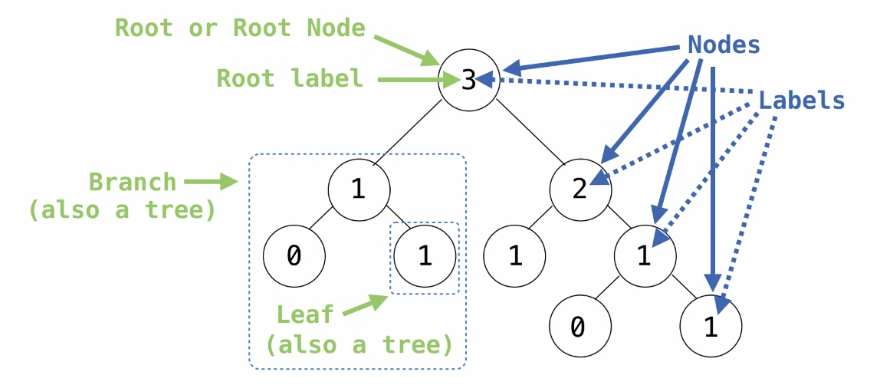 Root or Root Node
Nodes
Root label
3
Labels
Branch
(also a tree)
1
2
0
1
1
1
Leaf
(also a tree)
0
1